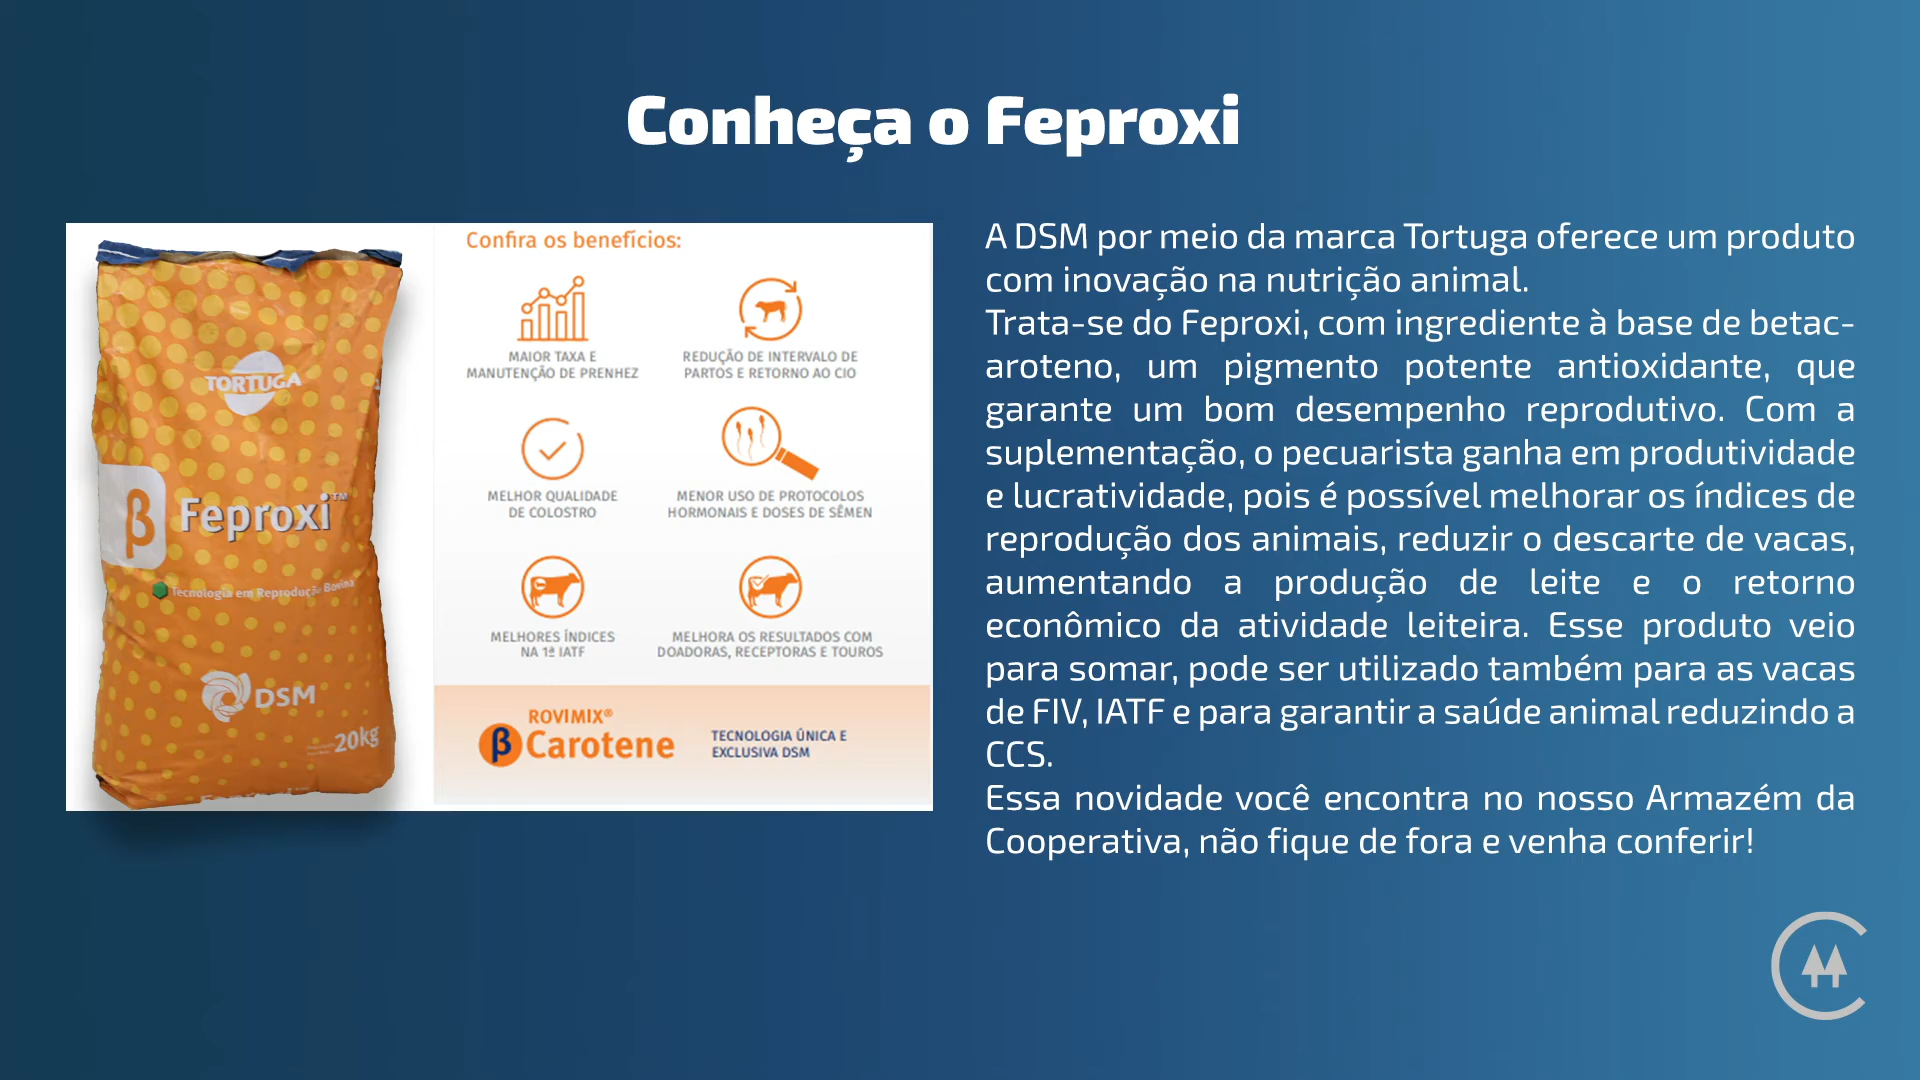 Conheça o Feproxi
TORTUGA
β
Feproxi™
Tecnologia em Reprodução Bovina
DSM
20kg
Feproxi
Confira os benefícios:
MAIOR TAXA E
MANUTENÇÃO DE PRENHEZ
REDUÇÃO DE INTERVALO DE
PARTOS E RETORNO AO CIO
MELHOR QUALIDADE
DE COLOSTRO
MENOR USO DE PROTOCOLOS
HORMONAIS E DOSES DE SÊMEN
MELHORES ÍNDICES
NA 1ª IATF
MELHORA OS RESULTADOS COM
DOADORAS, RECEPTORAS E TOUROS
ROVIMIX®
β Carotene
TECNOLOGIA ÚNICA E
EXCLUSIVA DSM
A DSM por meio da marca Tortuga oferece um produto
com inovação na nutrição animal.
Trata-se do Feproxi, com ingrediente à base de betac-
aroteno, um pigmento potente antioxidante, que
garante um bom desempenho reprodutivo. Com a
suplementação, o pecuarista ganha em produtividade
e lucratividade, pois é possível melhorar os índices de
reprodução dos animais, reduzir o descarte de vacas,
aumentando a produção de leite e o retorno
econômico da atividade leiteira. Esse produto veio
para somar, pode ser utilizado também para as vacas
de FIV, IATF e para garantir a saúde animal reduzindo a
CCS.
Essa novidade você encontra no nosso Armazém da
Cooperativa, não fique de fora e venha conferir!